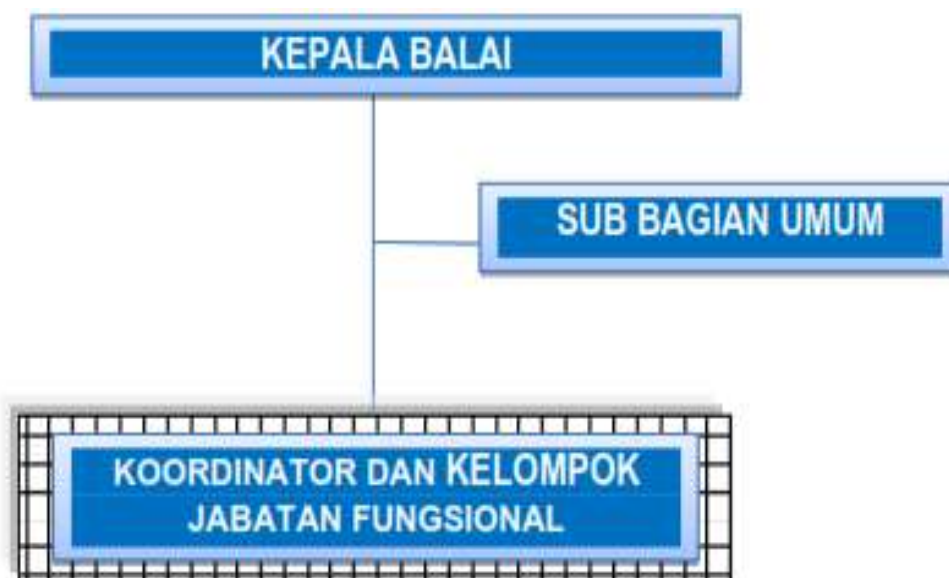 KEPALA BALAI
SUB BAGIAN UMUM
KOORDINATOR DAN KELOMPOK
JABATAN FUNGSIONAL